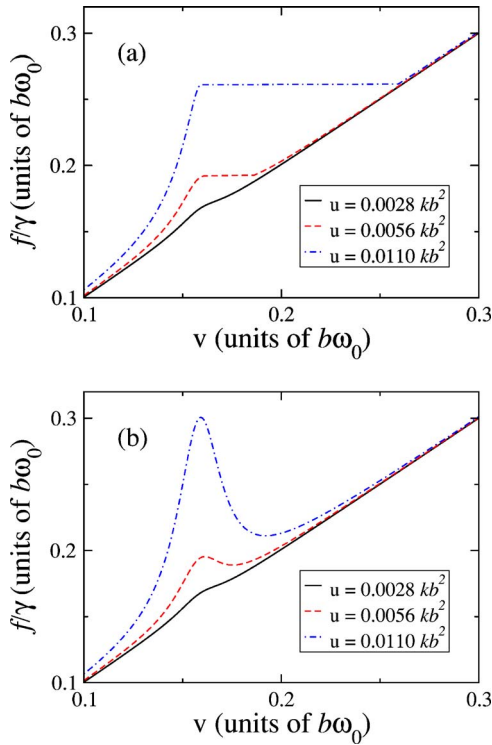 (a)
0.3
0.2
0.1
f/γ (units of bω₀)
u = 0.0028 kb²
u = 0.0056 kb²
u = 0.0110 kb²
0.1
0.2
0.3
v (units of bω₀)
(b)
0.3
0.2
0.1
f/γ (units of bω₀)
u = 0.0028 kb²
u = 0.0056 kb²
u = 0.0110 kb²
0.1
0.2
0.3
v (units of bω₀)